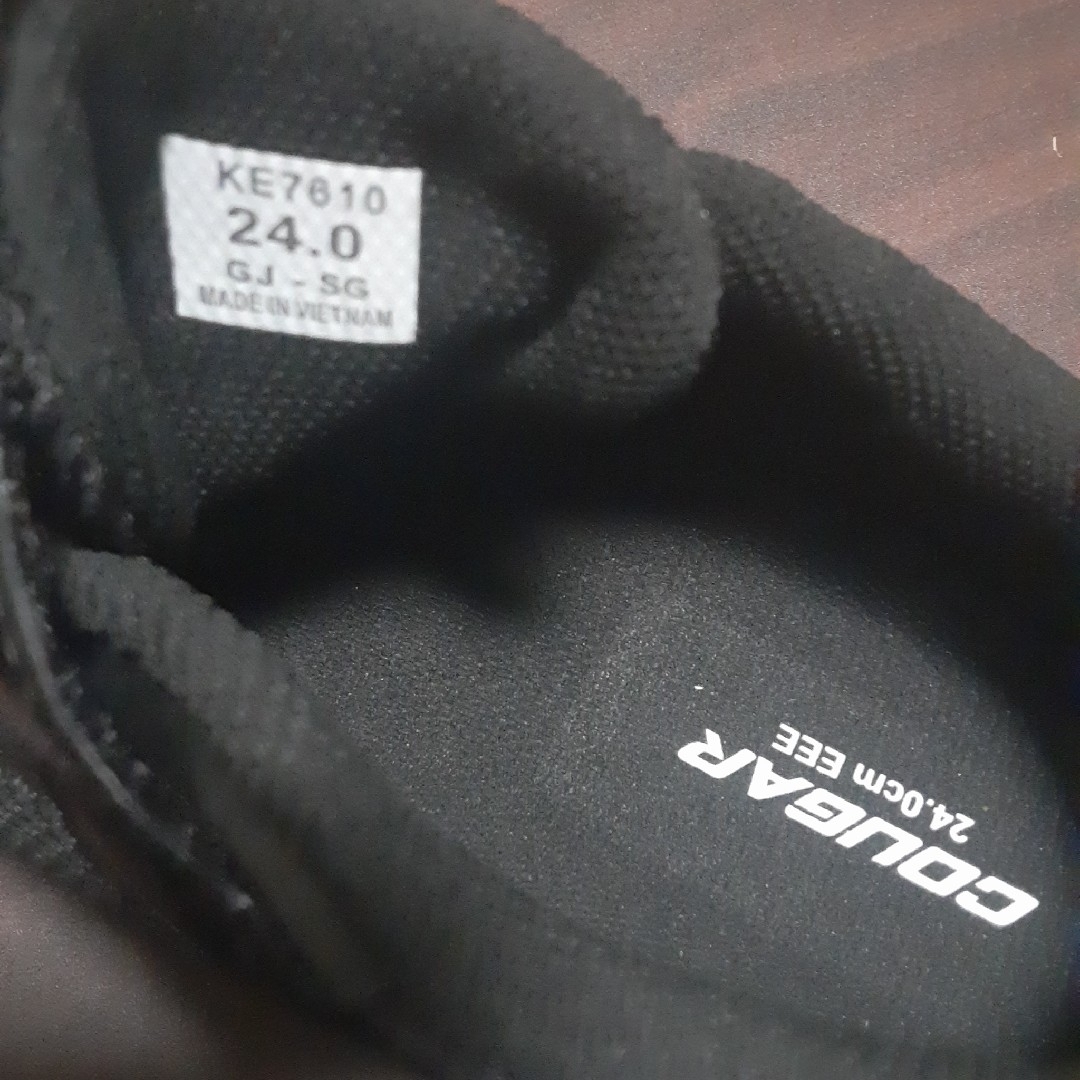 KE7610
24.0
GJ - SG
MADE IN VIETNAM
COUGAR
24.0cm EEE